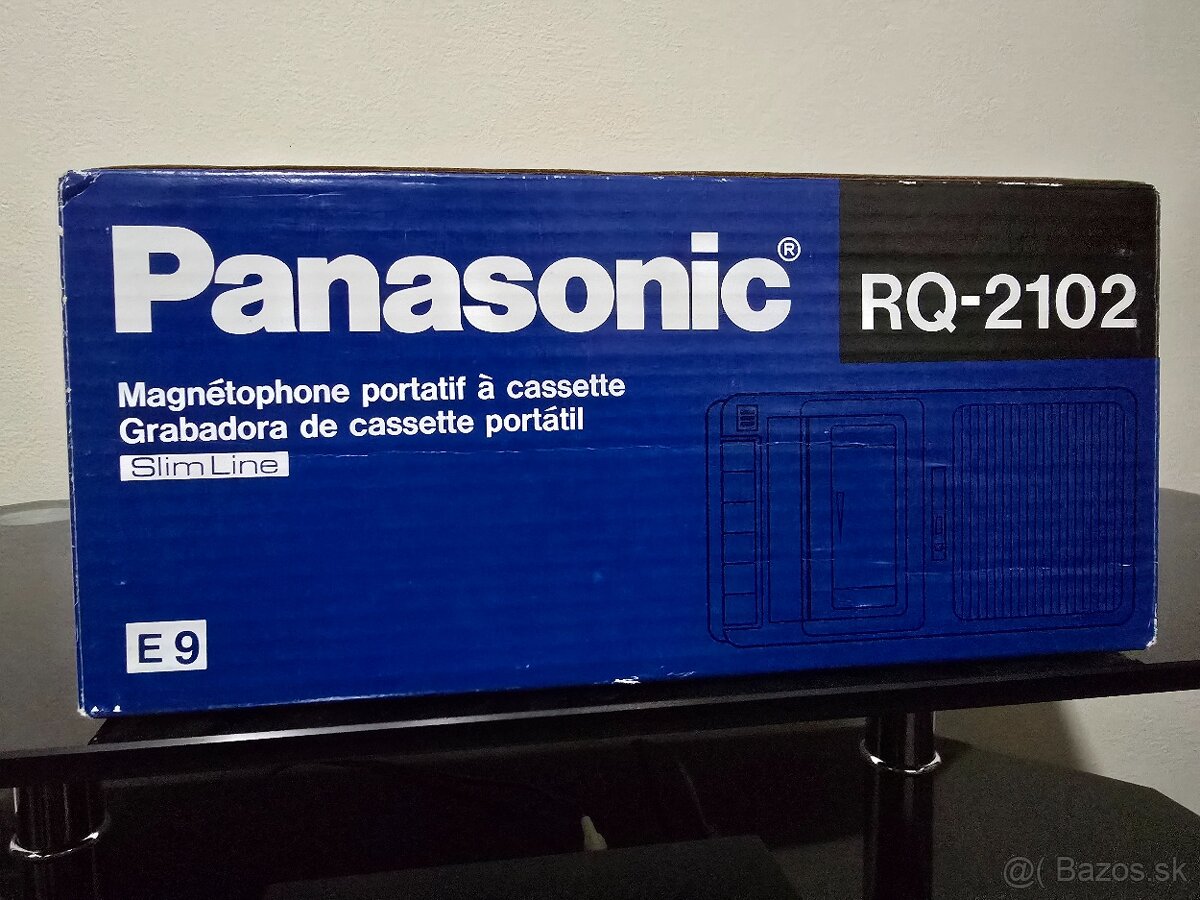 Panasonic®
RQ-2102
Magnétophone portatif à cassette
Grabadora de cassette portátil
Slim Line
E 9
@( Bazos.sk